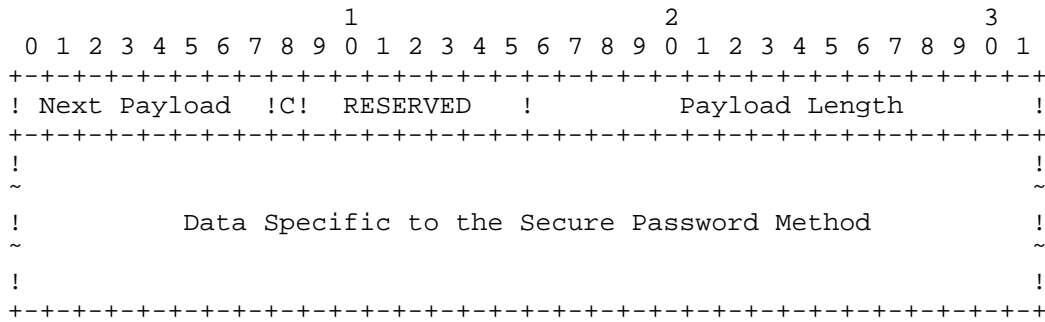 1                   2                   3
 0 1 2 3 4 5 6 7 8 9 0 1 2 3 4 5 6 7 8 9 0 1 2 3 4 5 6 7 8 9 0 1
+-+-+-+-+-+-+-+-+-+-+-+-+-+-+-+-+-+-+-+-+-+-+-+-+-+-+-+-+-+-+-+-+
! Next Payload  !C!  RESERVED   !         Payload Length        !
+-+-+-+-+-+-+-+-+-+-+-+-+-+-+-+-+-+-+-+-+-+-+-+-+-+-+-+-+-+-+-+-+
!                                                               !
~                                                               ~
!          Data Specific to the Secure Password Method          !
~                                                               ~
!                                                               !
+-+-+-+-+-+-+-+-+-+-+-+-+-+-+-+-+-+-+-+-+-+-+-+-+-+-+-+-+-+-+-+-+